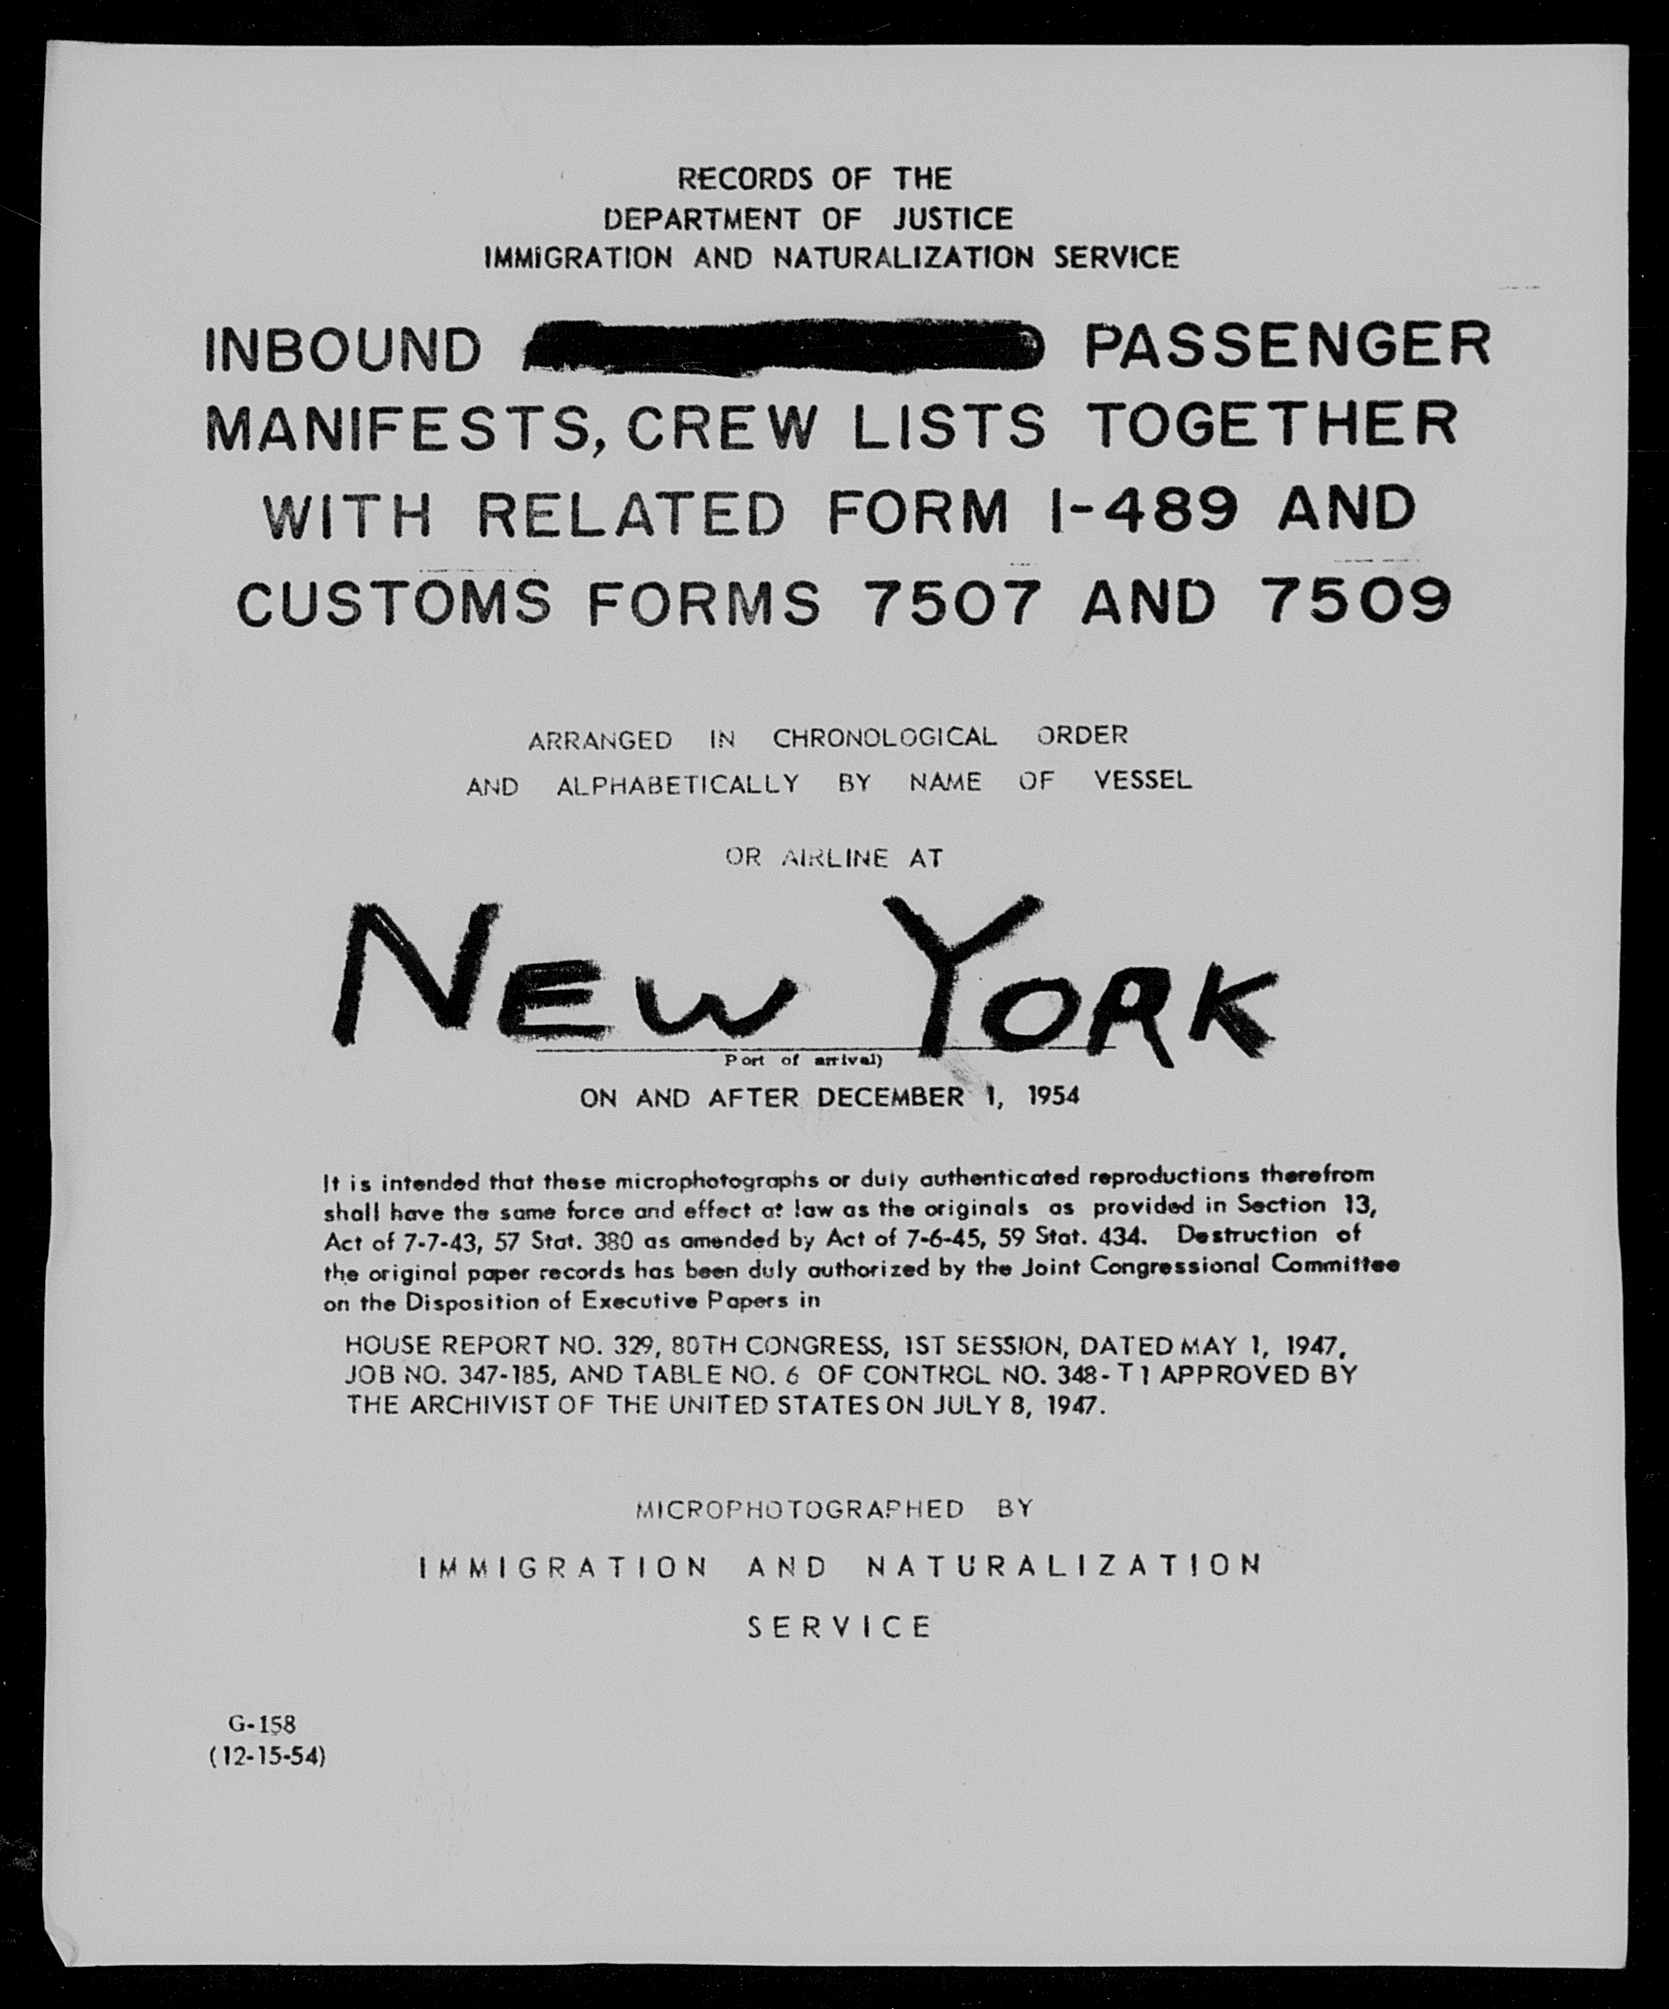 RECORDS OF THE
DEPARTMENT OF JUSTICE
IMMIGRATION AND NATURALIZATION SERVICE
INBOUND PASSENGER
MANIFESTS, CREW LISTS TOGETHER
WITH RELATED FORM I-489 AND
CUSTOMS FORMS 7507 AND 7509
ARRANGED IN CHRONOLOGICAL ORDER
AND ALPHABETICALLY BY NAME OF VESSEL
OR AIRLINE AT
NEW YORK
Port of arrival)
ON AND AFTER DECEMBER 1, 1954
It is intended that these microphotographs or duly authenticated reproductions therefrom
shall have the same force and effect at law as the originals as provided in Section 13,
Act of 7-7-43, 57 Stat. 380 as amended by Act of 7-6-45, 59 Stat. 434. Destruction of
the original paper records has been duly authorized by the Joint Congressional Committee
on the Disposition of Executive Papers in
HOUSE REPORT NO. 329, 80TH CONGRESS, 1ST SESSION, DATED MAY 1, 1947,
JOB NO. 347-185, AND TABLE NO. 6 OF CONTROL NO. 348-T1 APPROVED BY
THE ARCHIVIST OF THE UNITED STATES ON JULY 8, 1947.
MICROPHOTOGRAPHED BY
IMMIGRATION AND NATURALIZATION
SERVICE
G-158
(12-15-54)